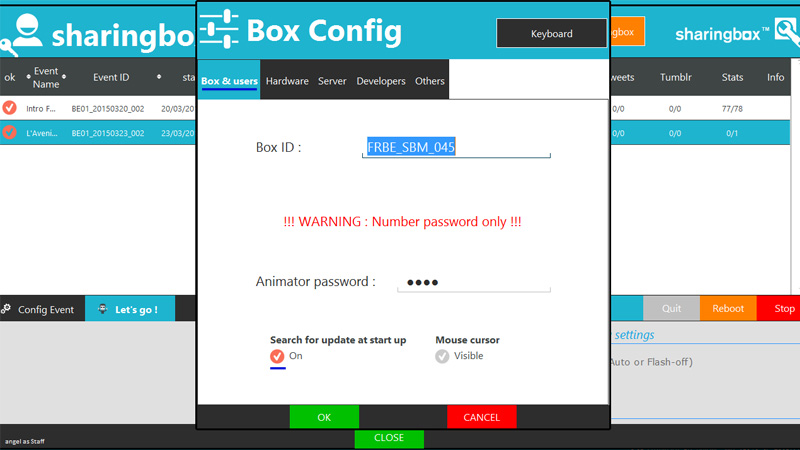 sharingbo
Box Config
Keyboard
gbox
sharingbox™
Box & users
Hardware
Server
Developers
Others
ok
Event Name
Event ID
sta
weets
Tumblr
Stats
Info
Intro F...
BE01_20150320_002
20/03/
0/0
0/0
77/78
L'Aveni...
BE01_20150323_002
23/03/
0/0
0/0
0/1
Box ID :
FRBE_SBM_045
!!! WARNING : Number password only !!!
Animator password :
●●●●
Config Event
Let's go !
Quit
Reboot
Stop
Search for update at start up
On
Mouse cursor
Visible
settings
Auto or Flash-off)
OK
CANCEL
CLOSE
angel as Staff